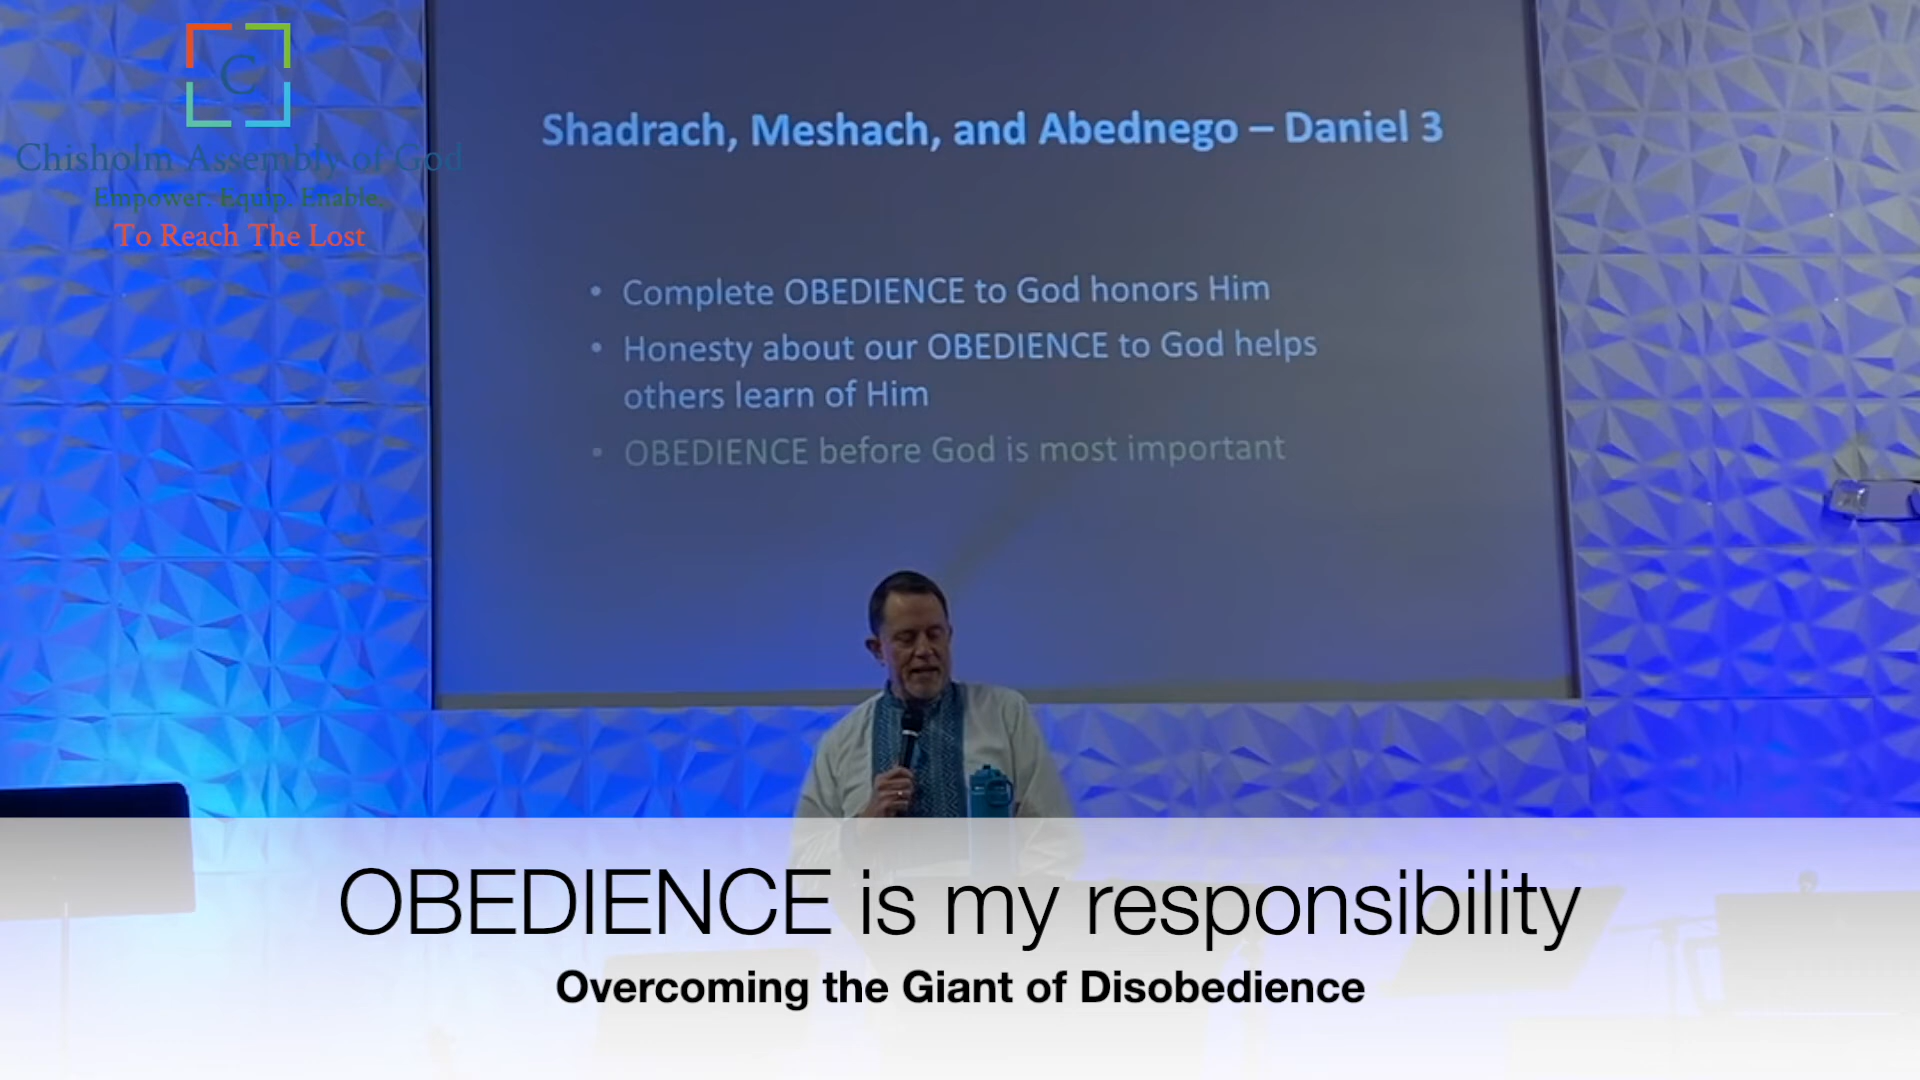 C
Chisholm Assembly of God
Empower. Equip. Enable.
To Reach The Lost
Shadrach, Meshach, and Abednego – Daniel 3
• Complete OBEDIENCE to God honors Him
• Honesty about our OBEDIENCE to God helps
others learn of Him
• OBEDIENCE before God is most important
OBEDIENCE is my responsibility
Overcoming the Giant of Disobedience